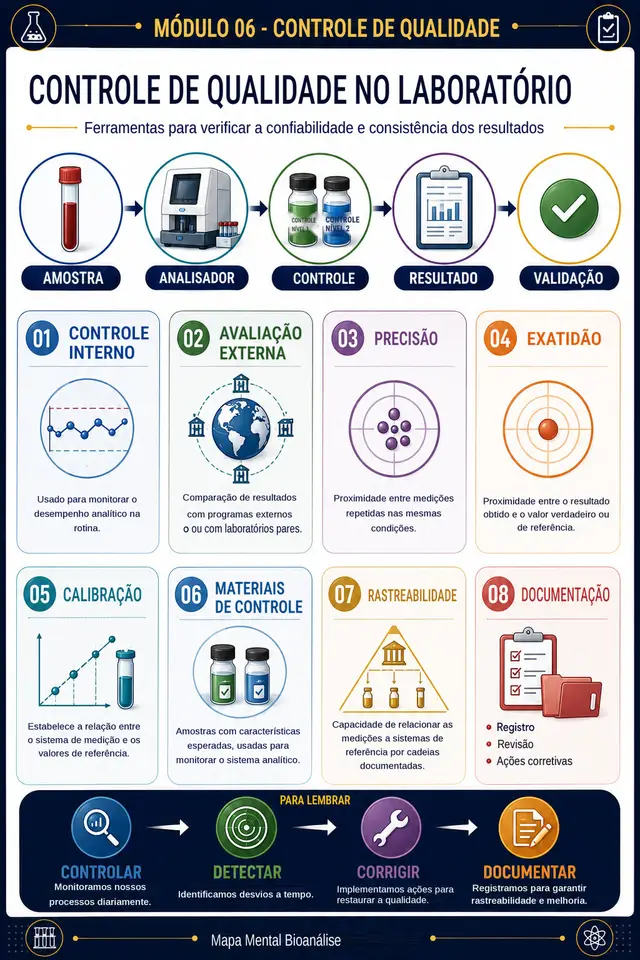 MÓDULO 06 - CONTROLE DE QUALIDADE
CONTROLE DE QUALIDADE NO LABORATÓRIO
Ferramentas para verificar a confiabilidade e consistência dos resultados
CONTROLE
NÍVEL 1
CONTROLE
NÍVEL 2
AMOSTRA
ANALISADOR
CONTROLE
RESULTADO
VALIDAÇÃO
01 CONTROLE
INTERNO
Usado para monitorar o
desempenho analítico na
rotina.
02 AVALIAÇÃO
EXTERNA
Comparação de resultados
com programas externos
o ou com laboratórios pares.
03 PRECISÃO
Proximidade entre medições
repetidas nas mesmas
condições.
04 EXATIDÃO
Proximidade entre o resultado
obtido e o valor verdadeiro ou
de referência.
05 CALIBRAÇÃO
Estabelece a relação entre
o sistema de medição e os
valores de referência.
06 MATERIAIS
DE CONTROLE
Amostras com características
esperadas, usadas para
monitorar o sistema analítico.
07 RASTREABILIDADE
Capacidade de relacionar as
medições a sistemas de
referência por cadeias
documentadas.
08 DOCUMENTAÇÃO
• Registro
• Revisão
• Ações corretivas
PARA LEMBRAR
CONTROLAR
Monitoramos nossos
processos diariamente.
DETECTAR
Identificamos desvios a tempo.
CORRIGIR
Implementamos ações para
restaurar a qualidade.
DOCUMENTAR
Registramos para garantir
rastreabilidade e melhoria.
Mapa Mental Bioanálise